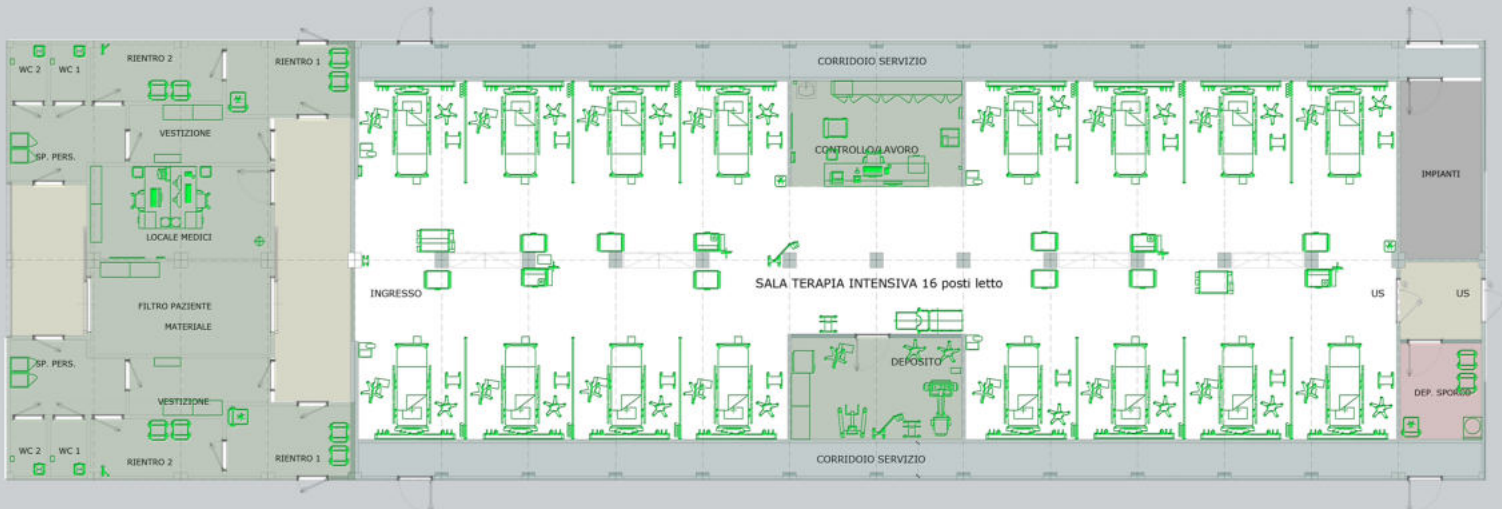 WC 2
WC 1
RIENTRO 2
RIENTRO 1
CORRIDOIO SERVIZIO
VESTIZIONE
SP. PERS.
CONTROLLO/LAVORO
IMPIANTI
LOCALE MEDICI
SALA TERAPIA INTENSIVA 16 posti letto
INGRESSO
US
US
FILTRO PAZIENTE
MATERIALE
SP. PERS.
DEPOSITO
DEP. SPORCO
VESTIZIONE
WC 2
WC 1
RIENTRO 2
RIENTRO 1
CORRIDOIO SERVIZIO